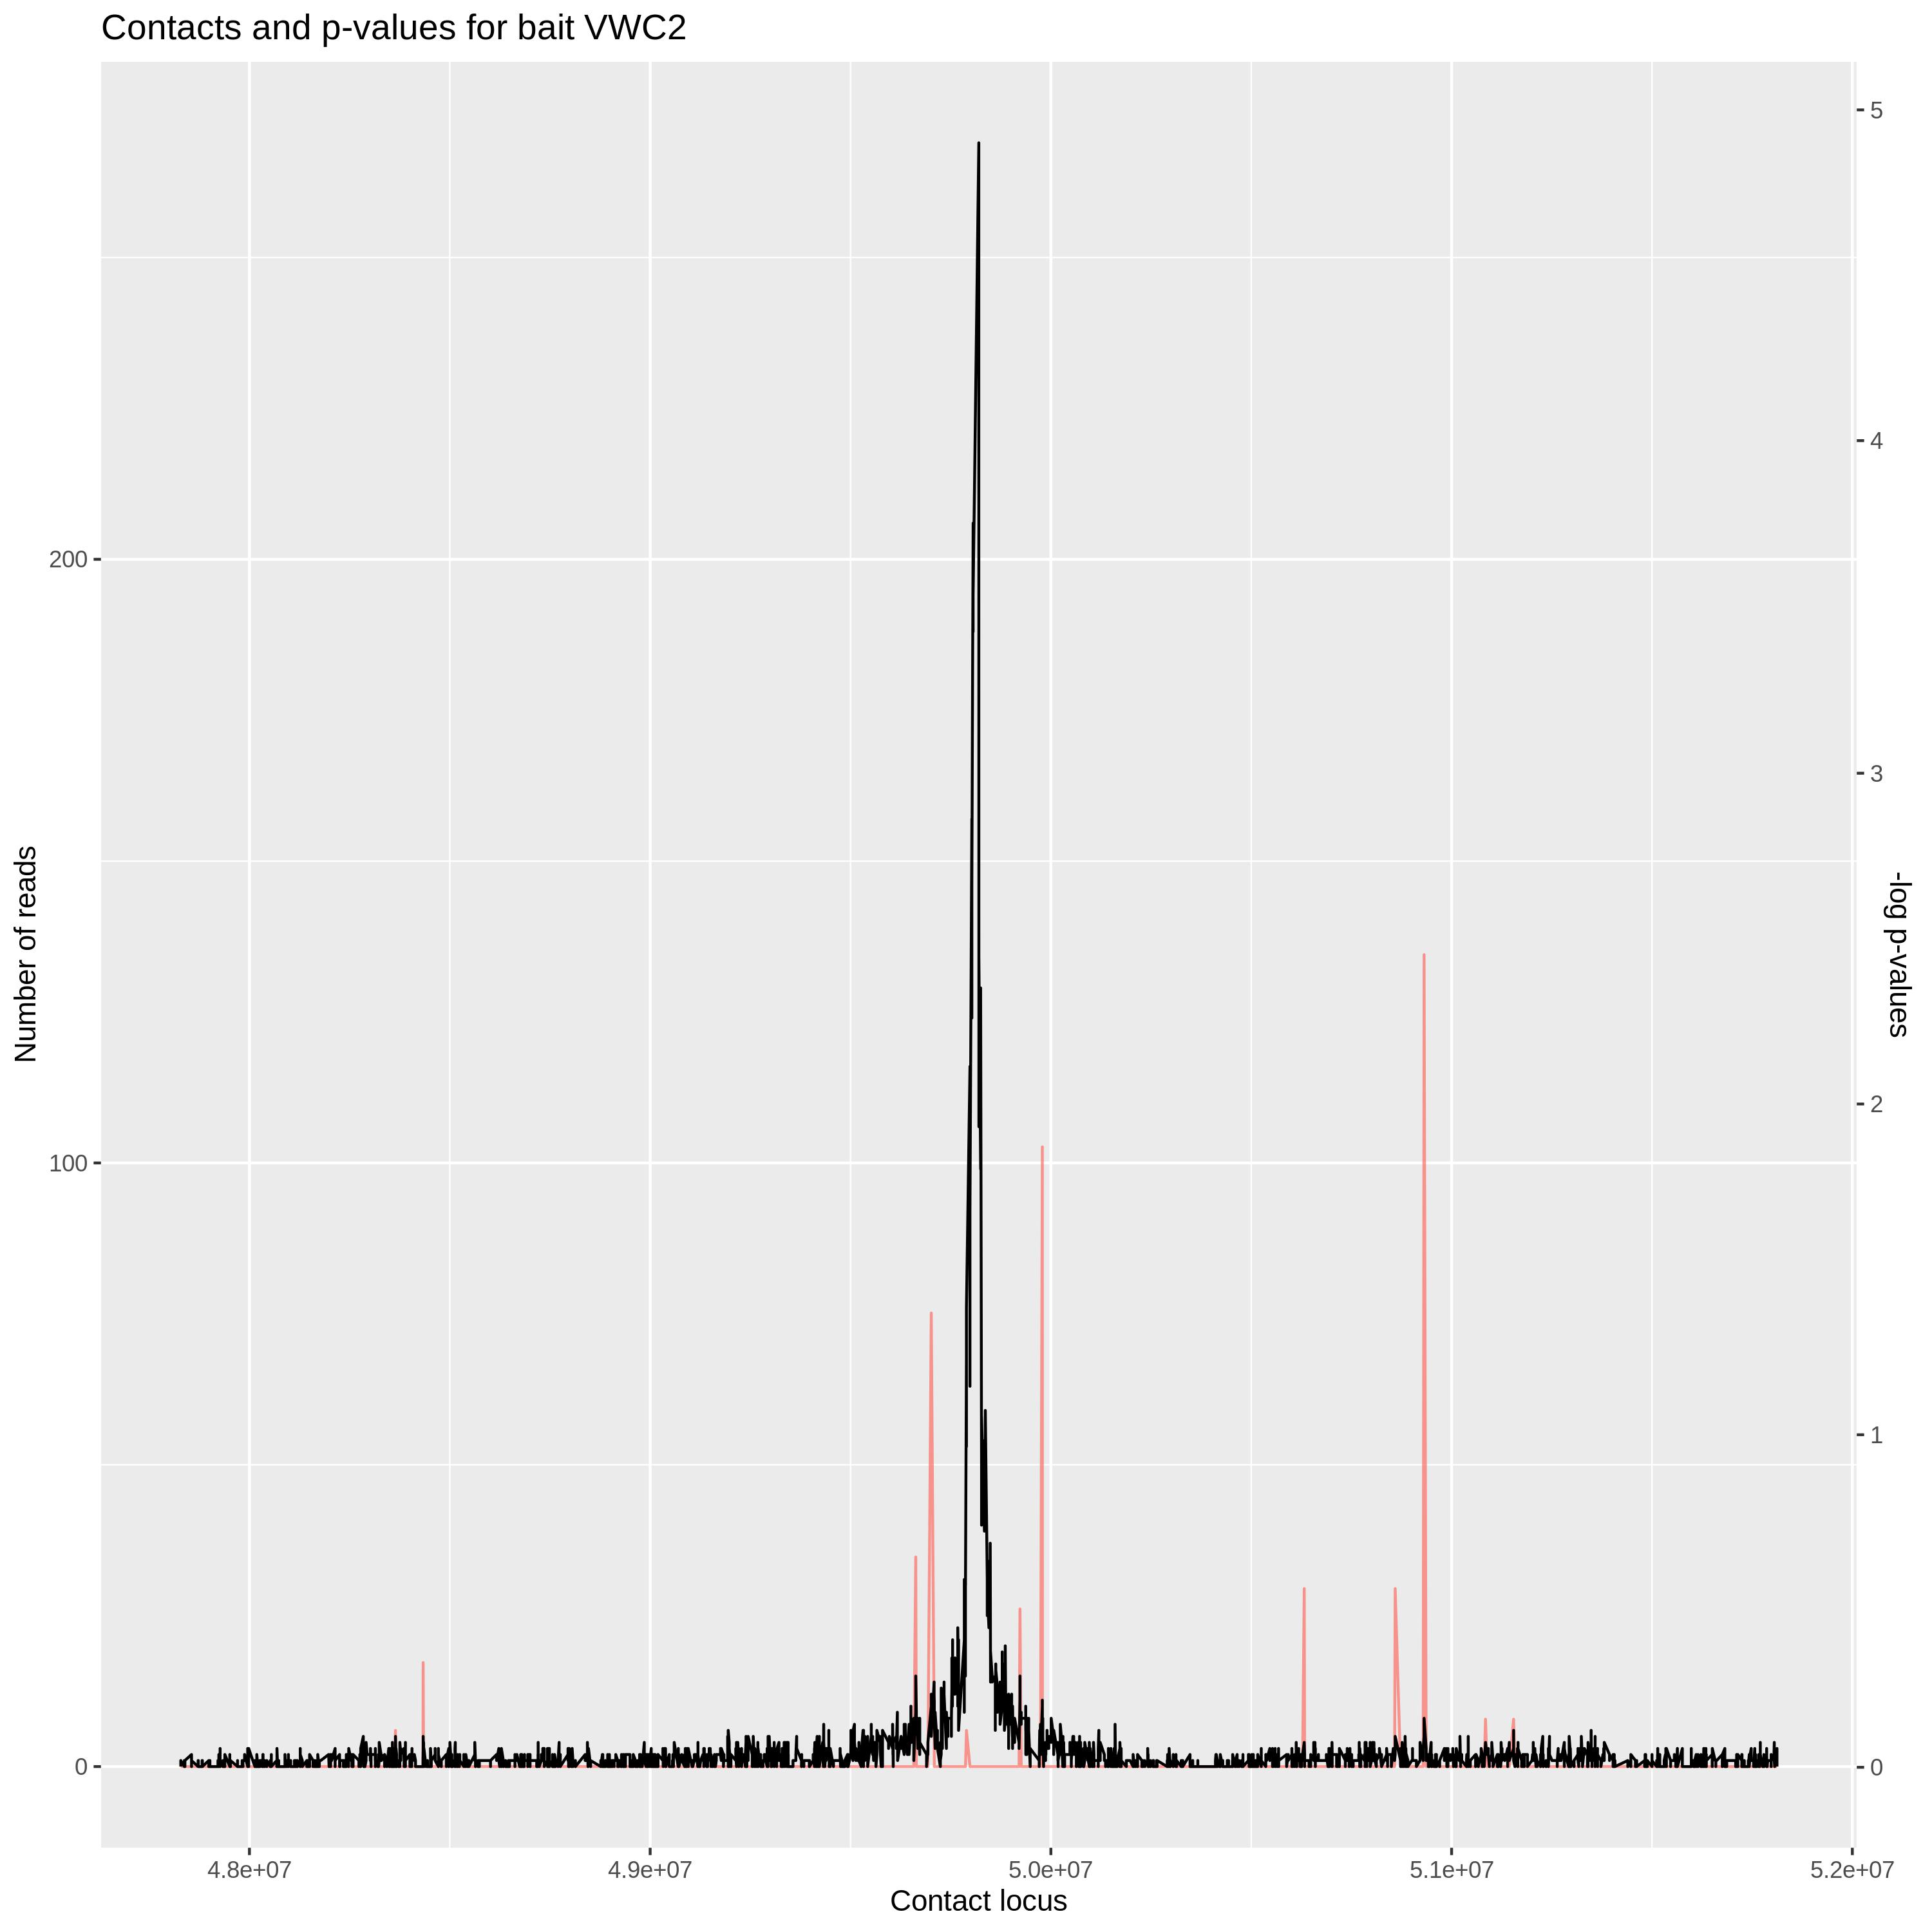 Contacts and p-values for bait VWC2
5
4
200
3
Number of reads
-log p-values
2
100
1
0
0
4.8e+07
4.9e+07
5.0e+07
5.1e+07
5.2e+07
Contact locus